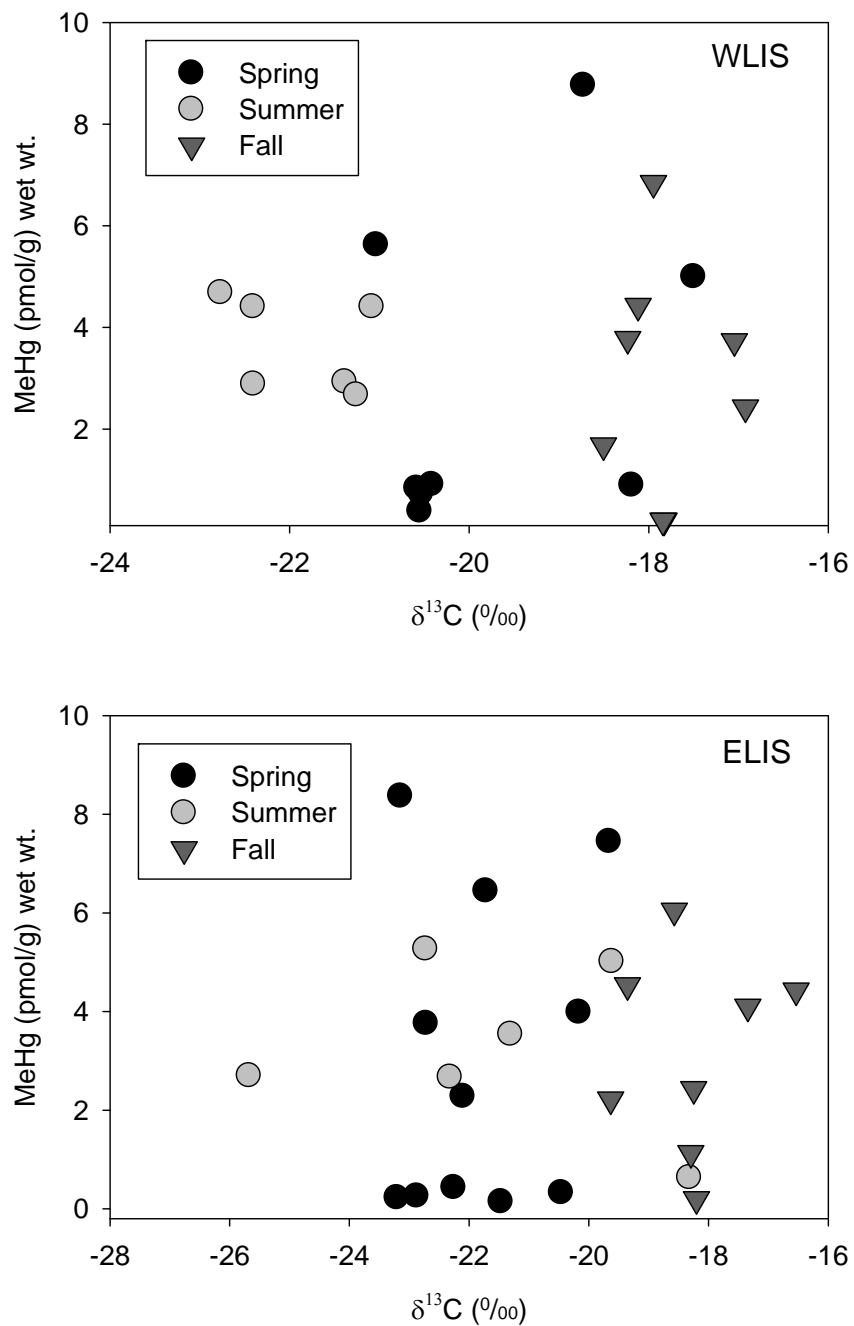 10
8
6
4
2
MeHg (pmol/g) wet wt.
Spring
Summer
Fall
WLIS
-24 -22 -20 -18 -16
δ¹³C (⁰/₀₀)
10
8
6
4
2
0
MeHg (pmol/g) wet wt.
Spring
Summer
Fall
ELIS
-28 -26 -24 -22 -20 -18 -16
δ¹³C (⁰/₀₀)